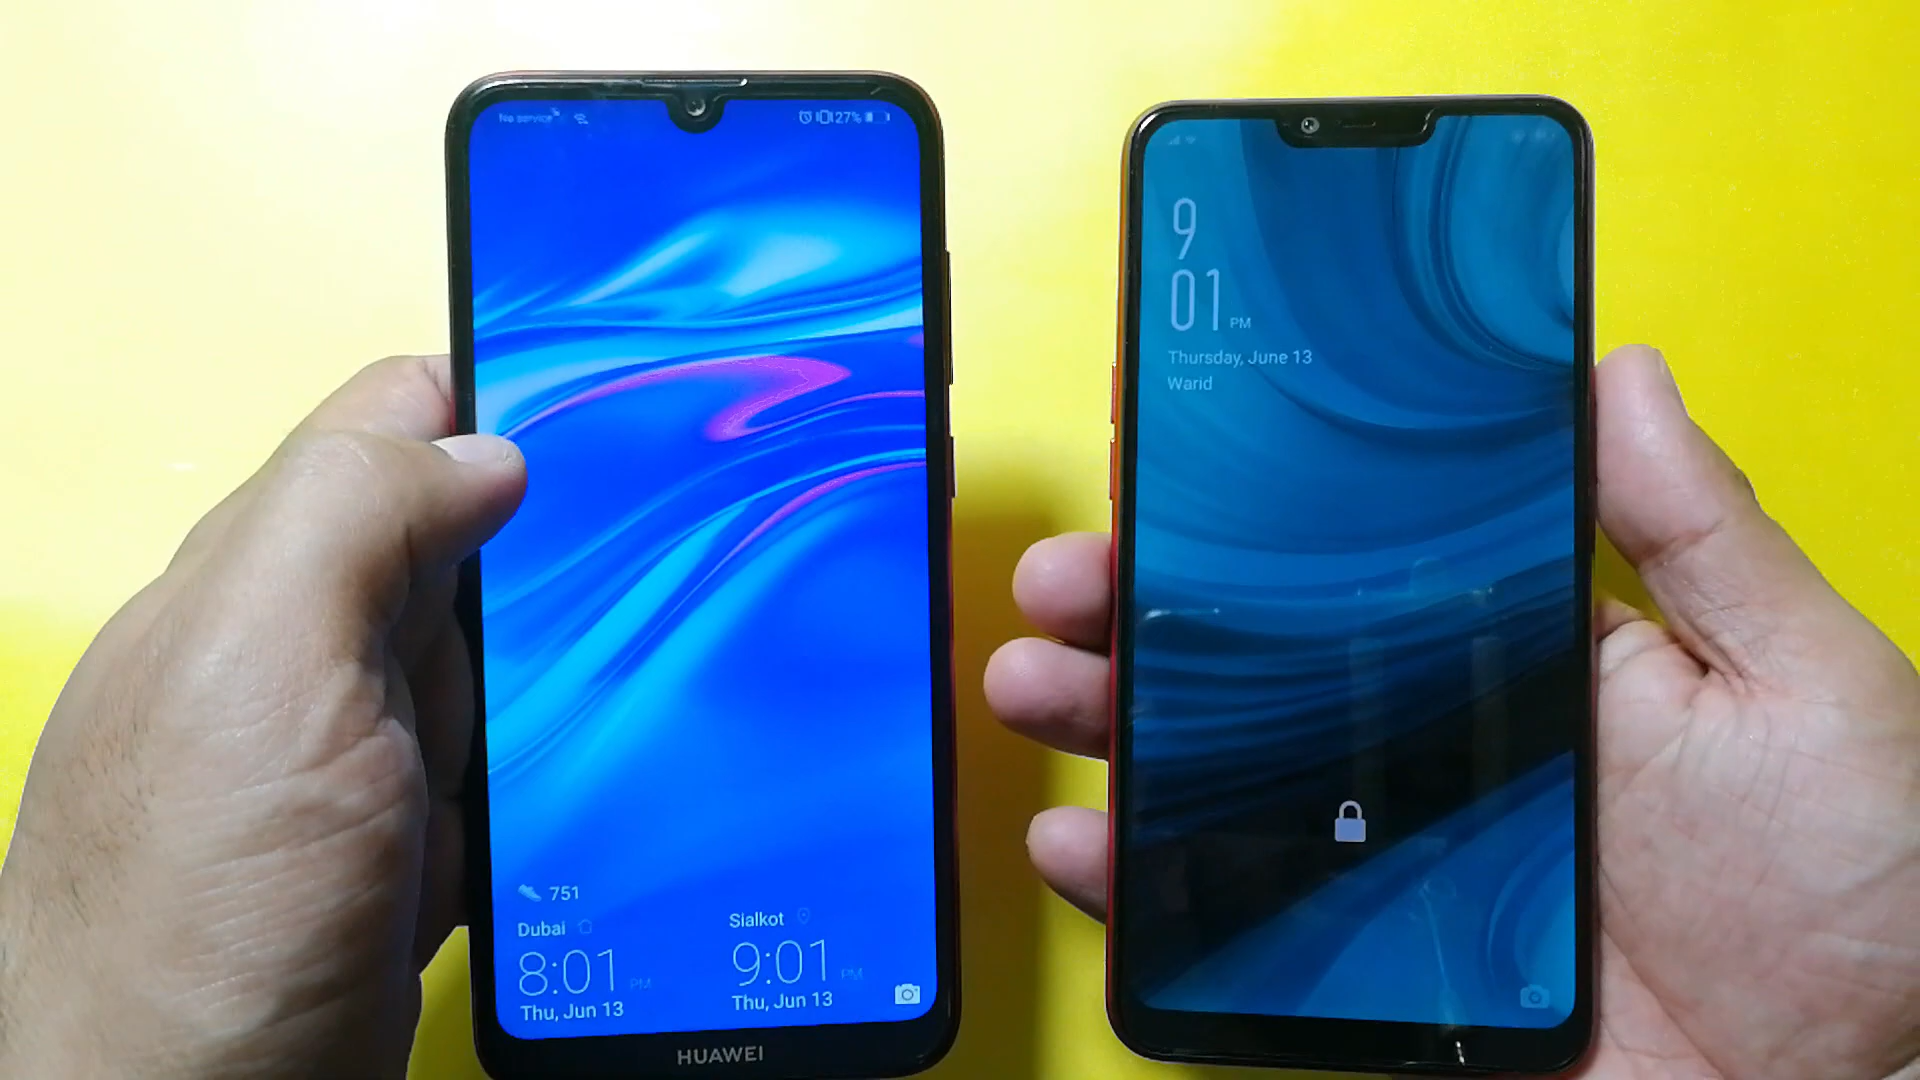 No service
27%
751
Dubai
8:01 PM
Thu, Jun 13
Sialkot
9:01 PM
Thu, Jun 13
HUAWEI
9
01 PM
Thursday, June 13
Warid